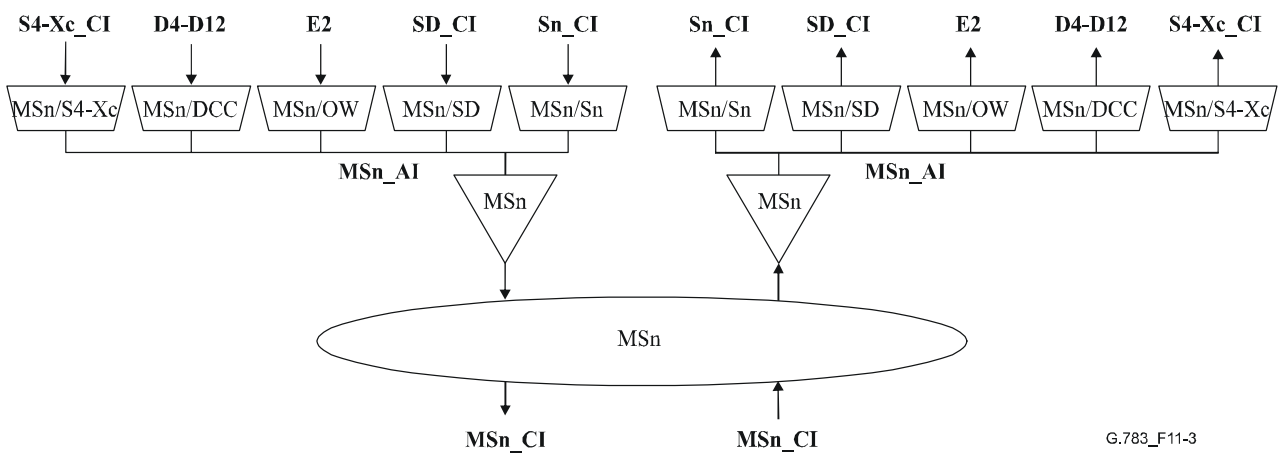 S4-Xc_CI D4-D12 E2 SD_CI Sn_CI Sn_CI SD_CI E2 D4-D12 S4-Xc_CI
MSn/S4-Xc MSn/DCC MSn/OW MSn/SD MSn/Sn MSn/Sn MSn/SD MSn/OW MSn/DCC MSn/S4-Xc
MSn_AI MSn_AI
MSn MSn
MSn
MSn_CI MSn_CI
G.783_F11-3